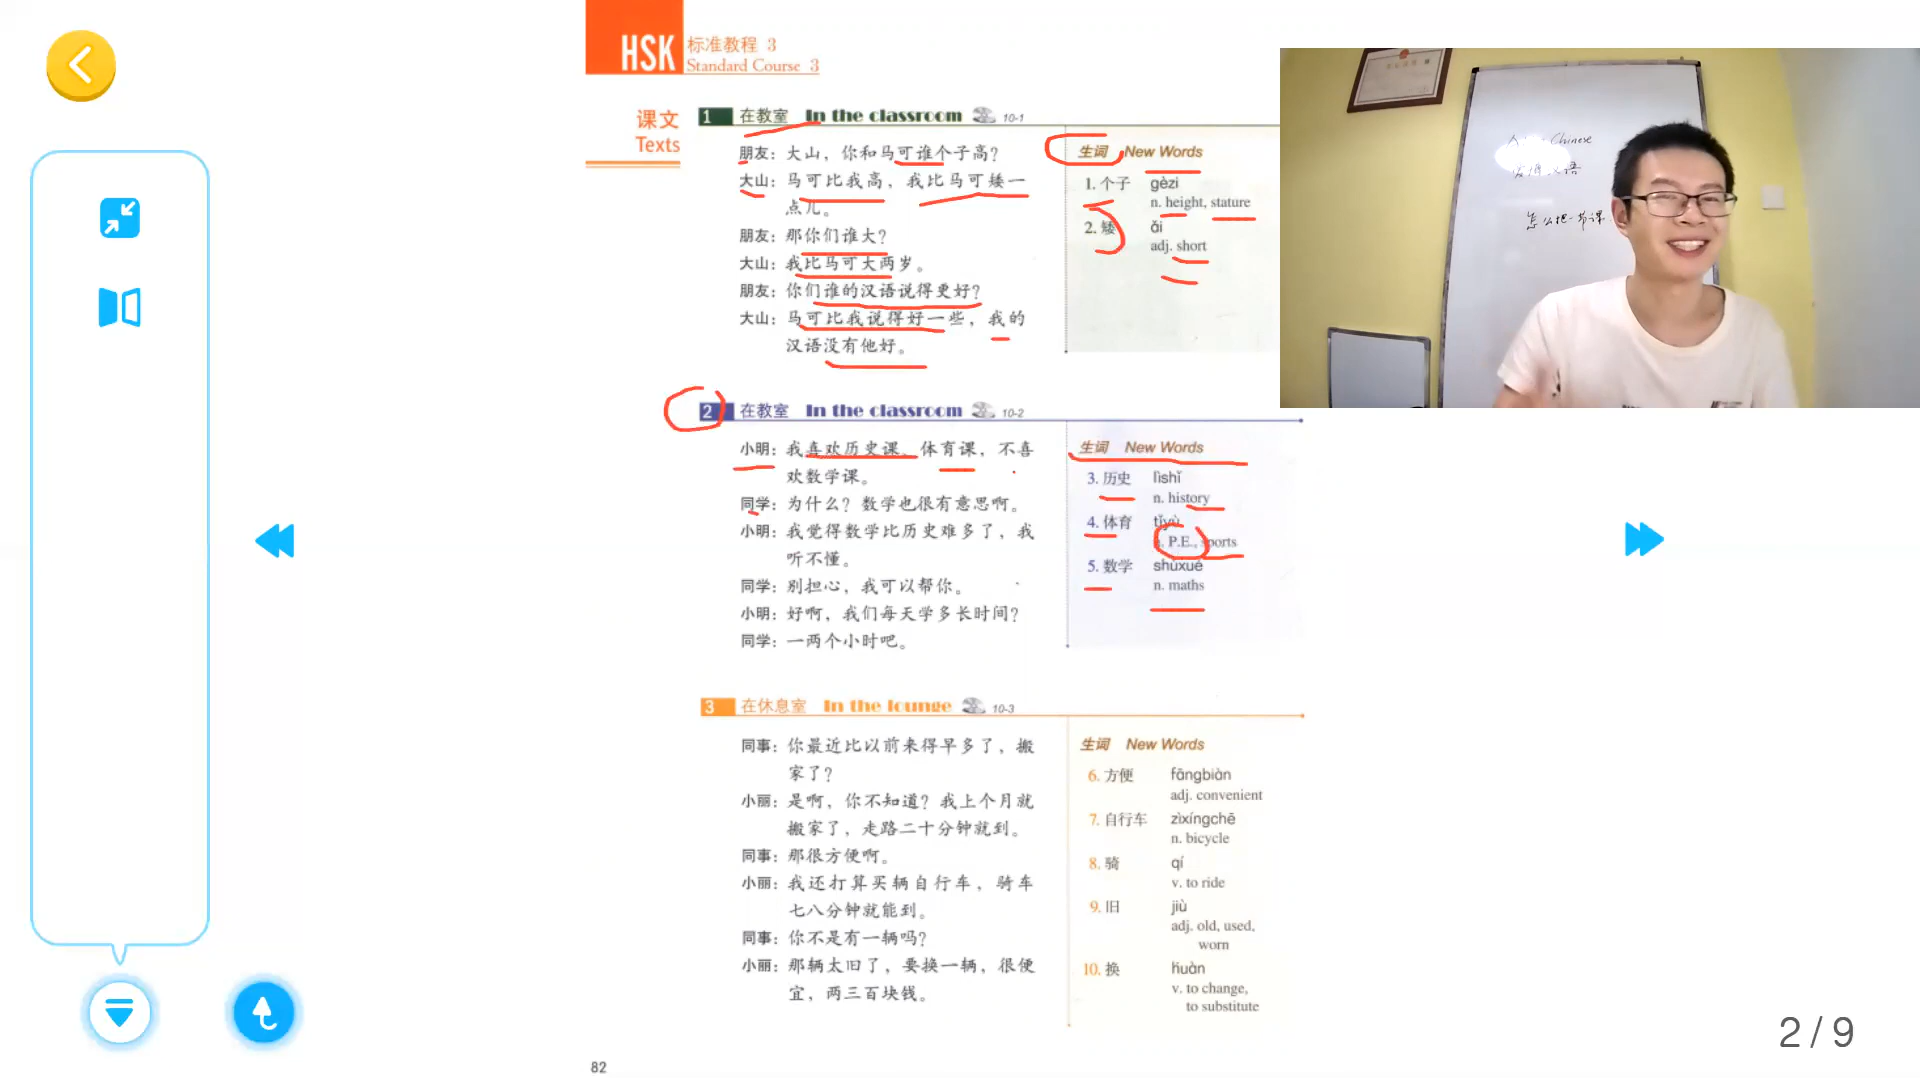 HSK 标准教程 3
Standard Course 3
课文
Texts
1 在教室 In the classroom 10-1
朋友：大山，你和马可谁个子高？
大山：马可比我高，我比马可矮一
点儿。
朋友：那你们谁大？
大山：我比马可大两岁。
朋友：你们谁的汉语说得更好？
大山：马可比我说得好一些，我的
汉语没有他好。
生词 New Words
1. 个子 gèzi
n. height, stature
2. 矮 ǎi
adj. short
2 在教室 In the classroom 10-2
小明：我喜欢历史课、体育课，不喜
欢数学课。
同学：为什么？数学也很有意思啊。
小明：我觉得数学比历史难多了，我
听不懂。
同学：别担心，我可以帮你。
小明：好啊，我们每天学多长时间？
同学：一两个小时吧。
生词 New Words
3. 历史 lìshǐ
n. history
4. 体育 tǐyù
n. P.E., sports
5. 数学 shùxué
n. maths
3 在休息室 In the lounge 10-3
同事：你最近比以前来得早多了，搬
家了？
小丽：是啊，你不知道？我上个月就
搬家了，走路二十分钟就到。
同事：那很方便啊。
小丽：我还打算买辆自行车，骑车
七八分钟就能到。
同事：你不是有一辆吗？
小丽：那辆太旧了，要换一辆，很便
宜，两三百块钱。
生词 New Words
6. 方便 fāngbiàn
adj. convenient
7. 自行车 zìxíngchē
n. bicycle
8. 骑 qí
v. to ride
9. 旧 jiù
adj. old, used,
worn
10. 换 huàn
v. to change,
to substitute
82
Chinese
汉语
怎么把一节课
2 / 9